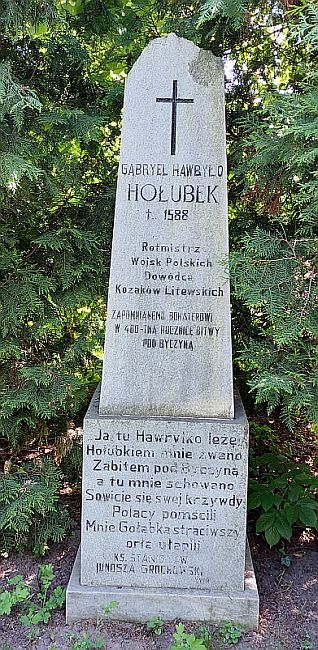 GABRYEL HAWRYŁO
HOŁUBEK
†. 1588
Rotmistrz
Wojsk Polskich
Dowódca
Kozaków Litewskich
ZAPOMNIANEMU BOHATEROWI
W 400-TNĄ ROCZNICĘ BITWY
POD BYCZYNĄ
Ja tu Hawryłko leżę
Hołubkiem mnie zwano
Zabitem pod Byczyną
a tu mnie schowano
Sowicie się swej krzywdy
Polacy pomścili
Mnie Gołąbka straciwszy
orła ułapili
KS. STANISŁAW
JUNOSZA GROCHOWSKI